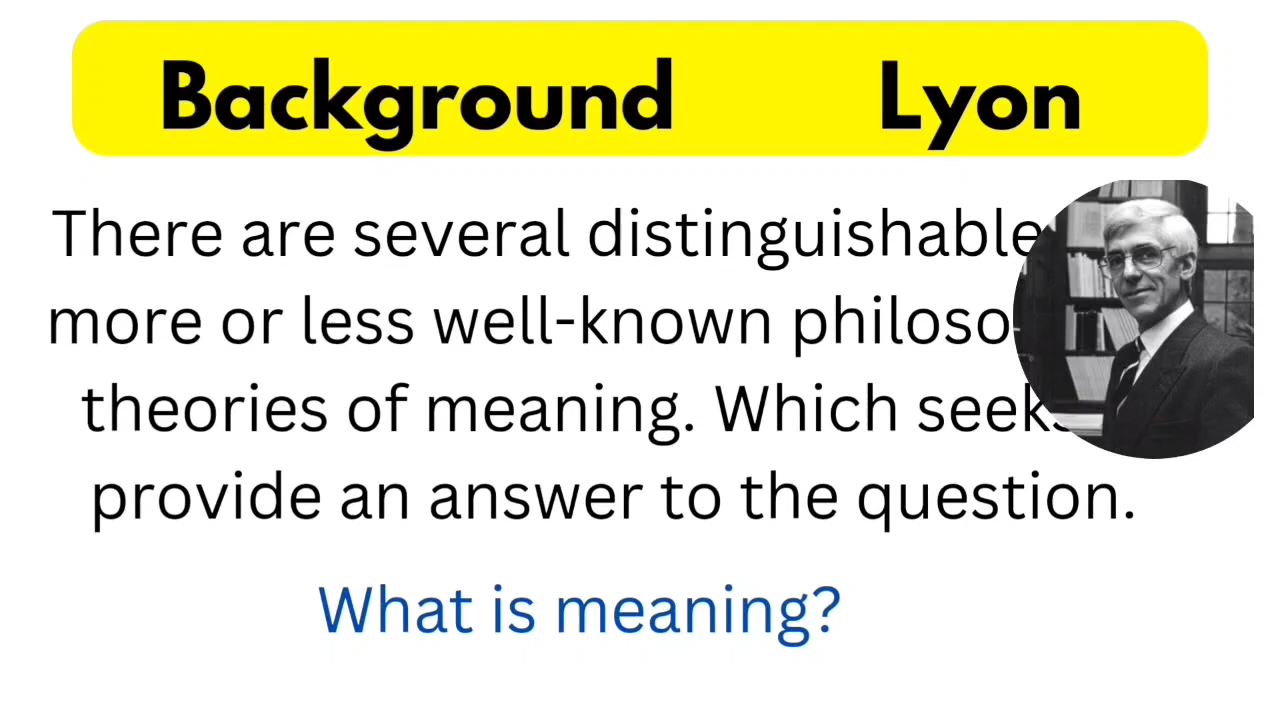 Background Lyon
There are several distinguishable
more or less well-known
theories of meaning. Which
provide an answer to the question.
What is meaning?